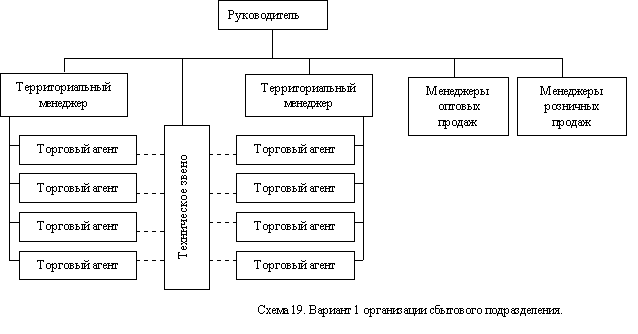 Руководитель
Территориальный
менеджер
Территориальный
менеджер
Менеджеры
оптовых
продаж
Менеджеры
розничных
продаж
Торговый агент
Торговый агент
Торговый агент
Торговый агент
Техническое звено
Торговый агент
Торговый агент
Торговый агент
Торговый агент
Схема 19. Вариант 1 организации сбытового подразделения.